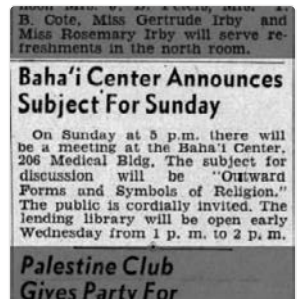 B. Cote, Miss Gertrude Irby and
Miss Rosemary Irby will serve re-
freshments in the north room.
Baha'i Center Announces
Subject For Sunday
On Sunday at 5 p.m. there will
be a meeting at the Baha'i Center,
206 Medical Bldg. The subject for
discussion will be "Outward
Forms and Symbols of Religion."
The public is cordially invited. The
lending library will be open early
Wednesday from 1 p. m. to 2 p. m.
Palestine Club
Gives Party For